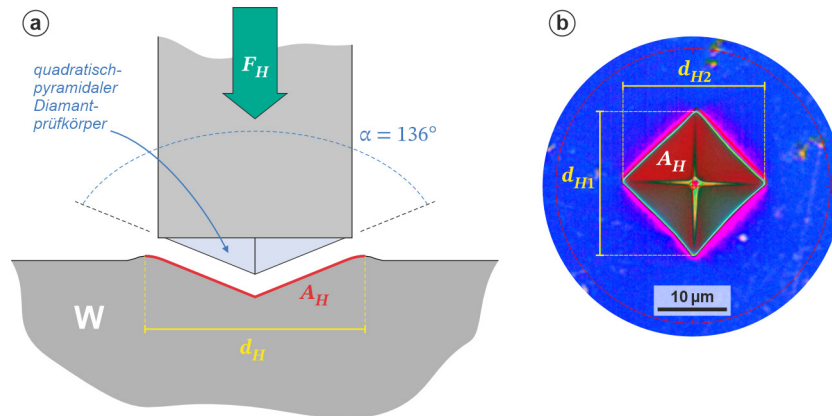 a
quadratisch-
pyramidaler
Diamant-
prüfkörper
F_H
α = 136°
A_H
W
d_H
b
d_H2
A_H
d_H1
10 µm